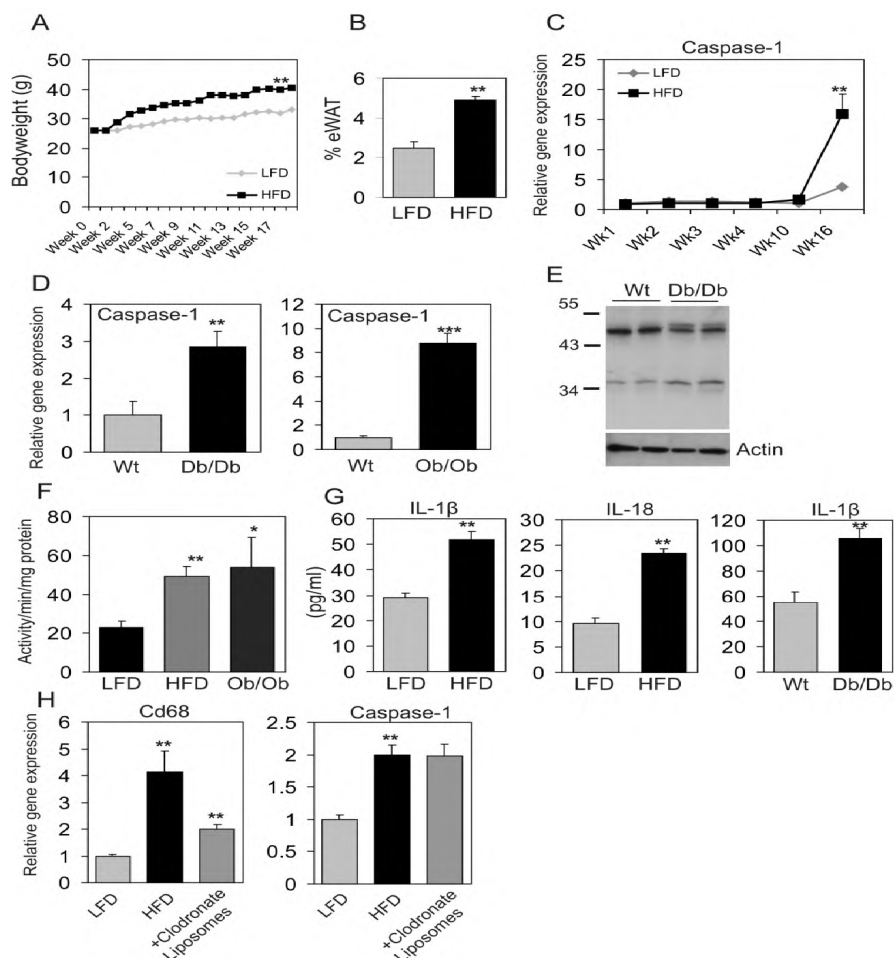 A
Bodyweight (g)
50
40
30
20
10
0
**
LFD
HFD
Week 0
Week 2
Week 5
Week 7
Week 9
Week 11
Week 13
Week 15
Week 17
B
% eWAT
6
4
2
0
**
LFD HFD
C
Caspase-1
Relative gene expression
25
20
15
10
5
0
LFD
HFD
**
Wk1
Wk2
Wk3
Wk4
Wk10
Wk16
D
Relative gene expression
4
3
2
1
0
Caspase-1
**
Wt Db/Db
12
10
8
6
4
2
0
Caspase-1
***
Wt Ob/Ob
E
Wt Db/Db
55
43
34
Actin
F
Activity/min/mg protein
80
60
40
20
0
**
*
LFD HFD Ob/Ob
G
IL-1β
(pg/ml)
60
50
40
30
20
10
0
**
LFD HFD
IL-18
30
25
20
15
10
5
0
**
LFD HFD
IL-1β
140
120
100
80
60
40
20
0
**
Wt Db/Db
H
Cd68
Relative gene expression
6
5
4
3
2
1
0
**
**
LFD
HFD
+Clodronate
Liposomes
Caspase-1
2.5
2
1.5
1
0.5
0
**
LFD
HFD
+Clodronate
Liposomes